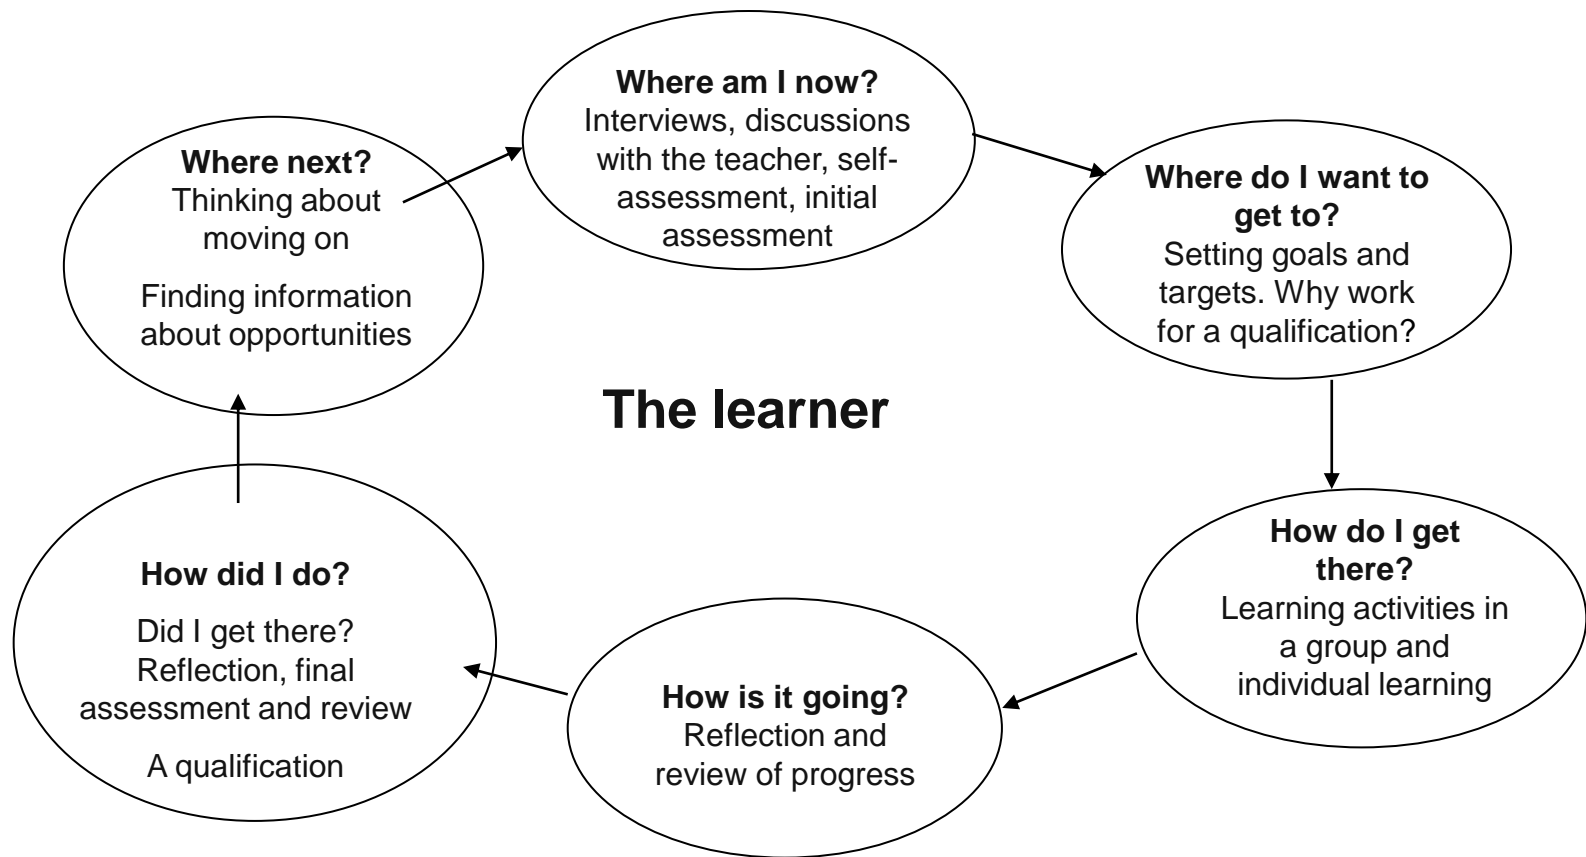 Where am I now?
Interviews, discussions
with the teacher, self-
assessment, initial
assessment
Where do I want to
get to?
Setting goals and
targets. Why work
for a qualification?
How do I get
there?
Learning activities in
a group and
individual learning
How is it going?
Reflection and
review of progress
How did I do?
Did I get there?
Reflection, final
assessment and review
A qualification
Where next?
Thinking about
moving on
Finding information
about opportunities
The learner